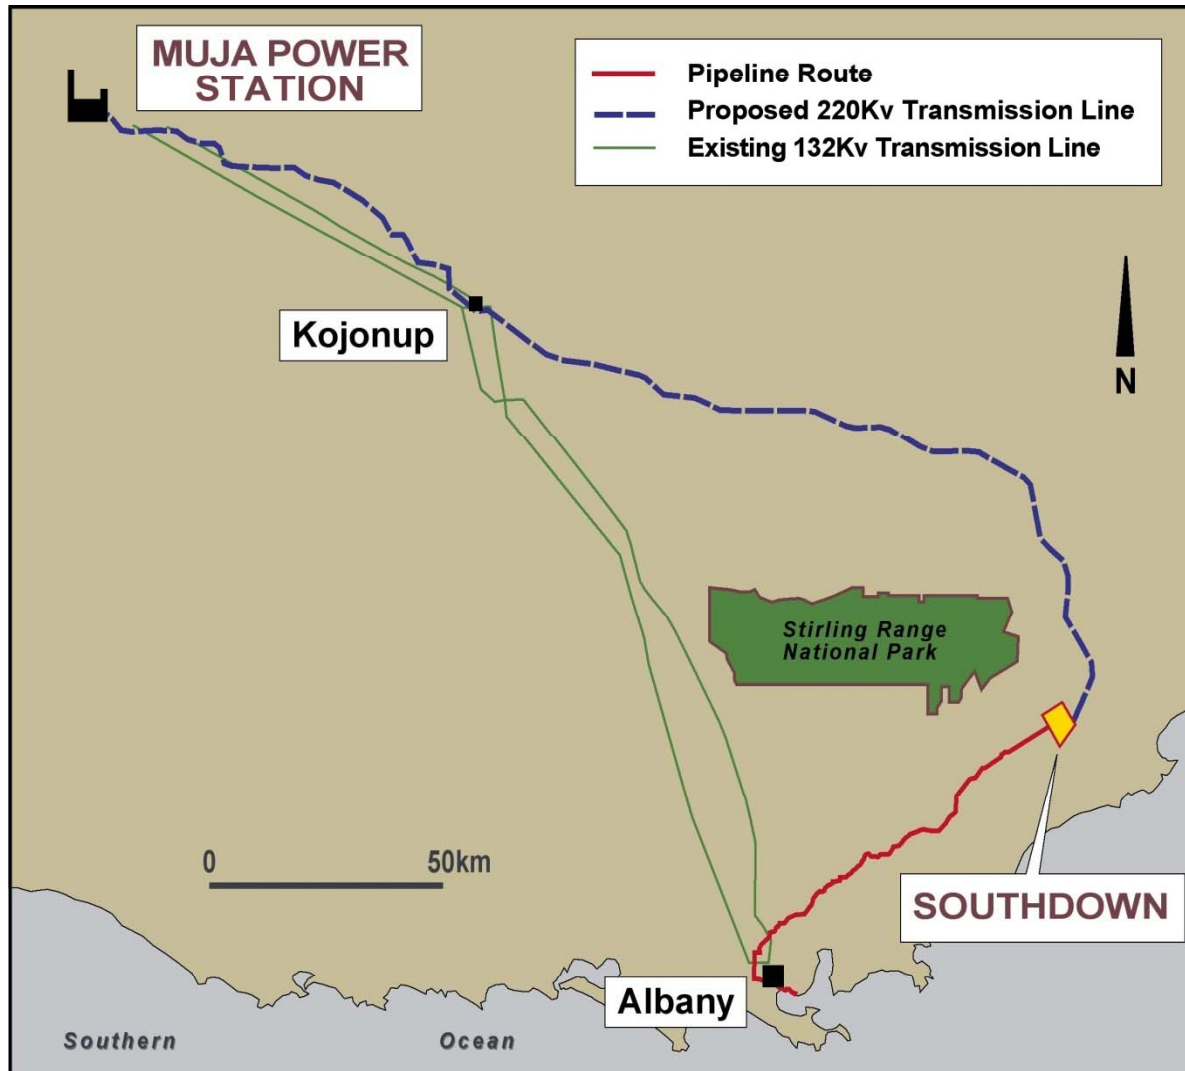 MUJA POWER
STATION
Pipeline Route
Proposed 220Kv Transmission Line
Existing 132Kv Transmission Line
N
Kojonup
Stirling Range
National Park
0 50km
SOUTHDOWN
Albany
Southern Ocean